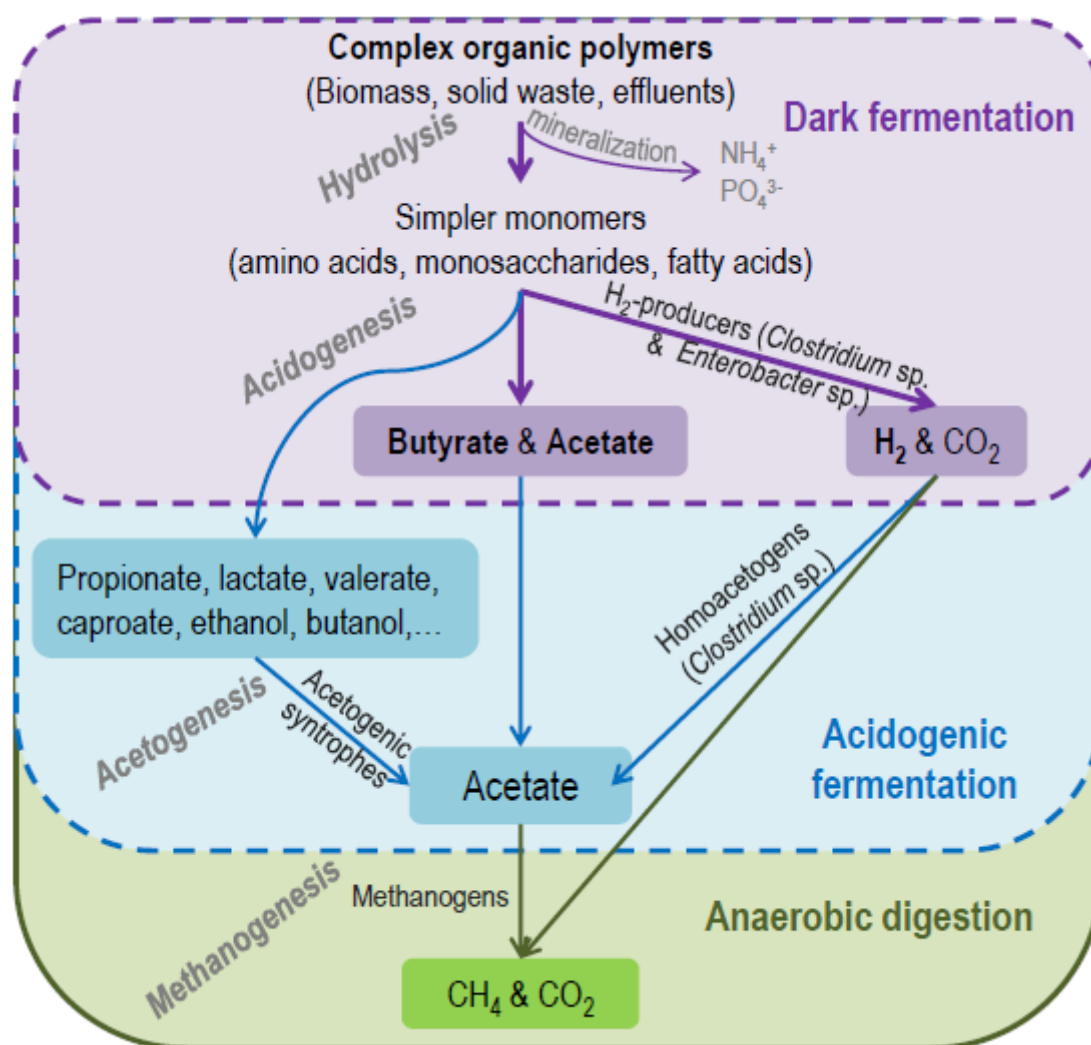 Complex organic polymers
(Biomass, solid waste, effluents)
Dark fermentation
Hydrolysis
mineralization
NH₄⁺
PO₄³⁻
Simpler monomers
(amino acids, monosaccharides, fatty acids)
Acidogenesis
H₂-producers (Clostridium sp.
& Enterobacter sp.)
Butyrate & Acetate
H₂ & CO₂
Propionate, lactate, valerate,
caproate, ethanol, butanol,...
Homoacetogens
(Clostridium sp.)
Acetogenesis
Acetogenic
syntrophes
Acetate
Acidogenic
fermentation
Methanogenesis
Methanogens
Anaerobic digestion
CH₄ & CO₂